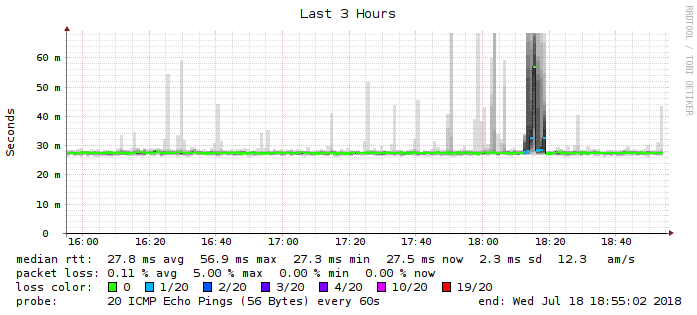 Last 3 Hours
RRDTOOL / TOBI OETIKER
Seconds
60 m
50 m
40 m
30 m
20 m
10 m
0
16:00 16:20 16:40 17:00 17:20 17:40 18:00 18:20 18:40
median rtt: 27.8 ms avg 56.9 ms max 27.3 ms min 27.5 ms now 2.3 ms sd 12.3 am/s
packet loss: 0.11 % avg 5.00 % max 0.00 % min 0.00 % now
loss color: 0 1/20 2/20 3/20 4/20 10/20 19/20
probe: 20 ICMP Echo Pings (56 Bytes) every 60s end: Wed Jul 18 18:55:02 2018